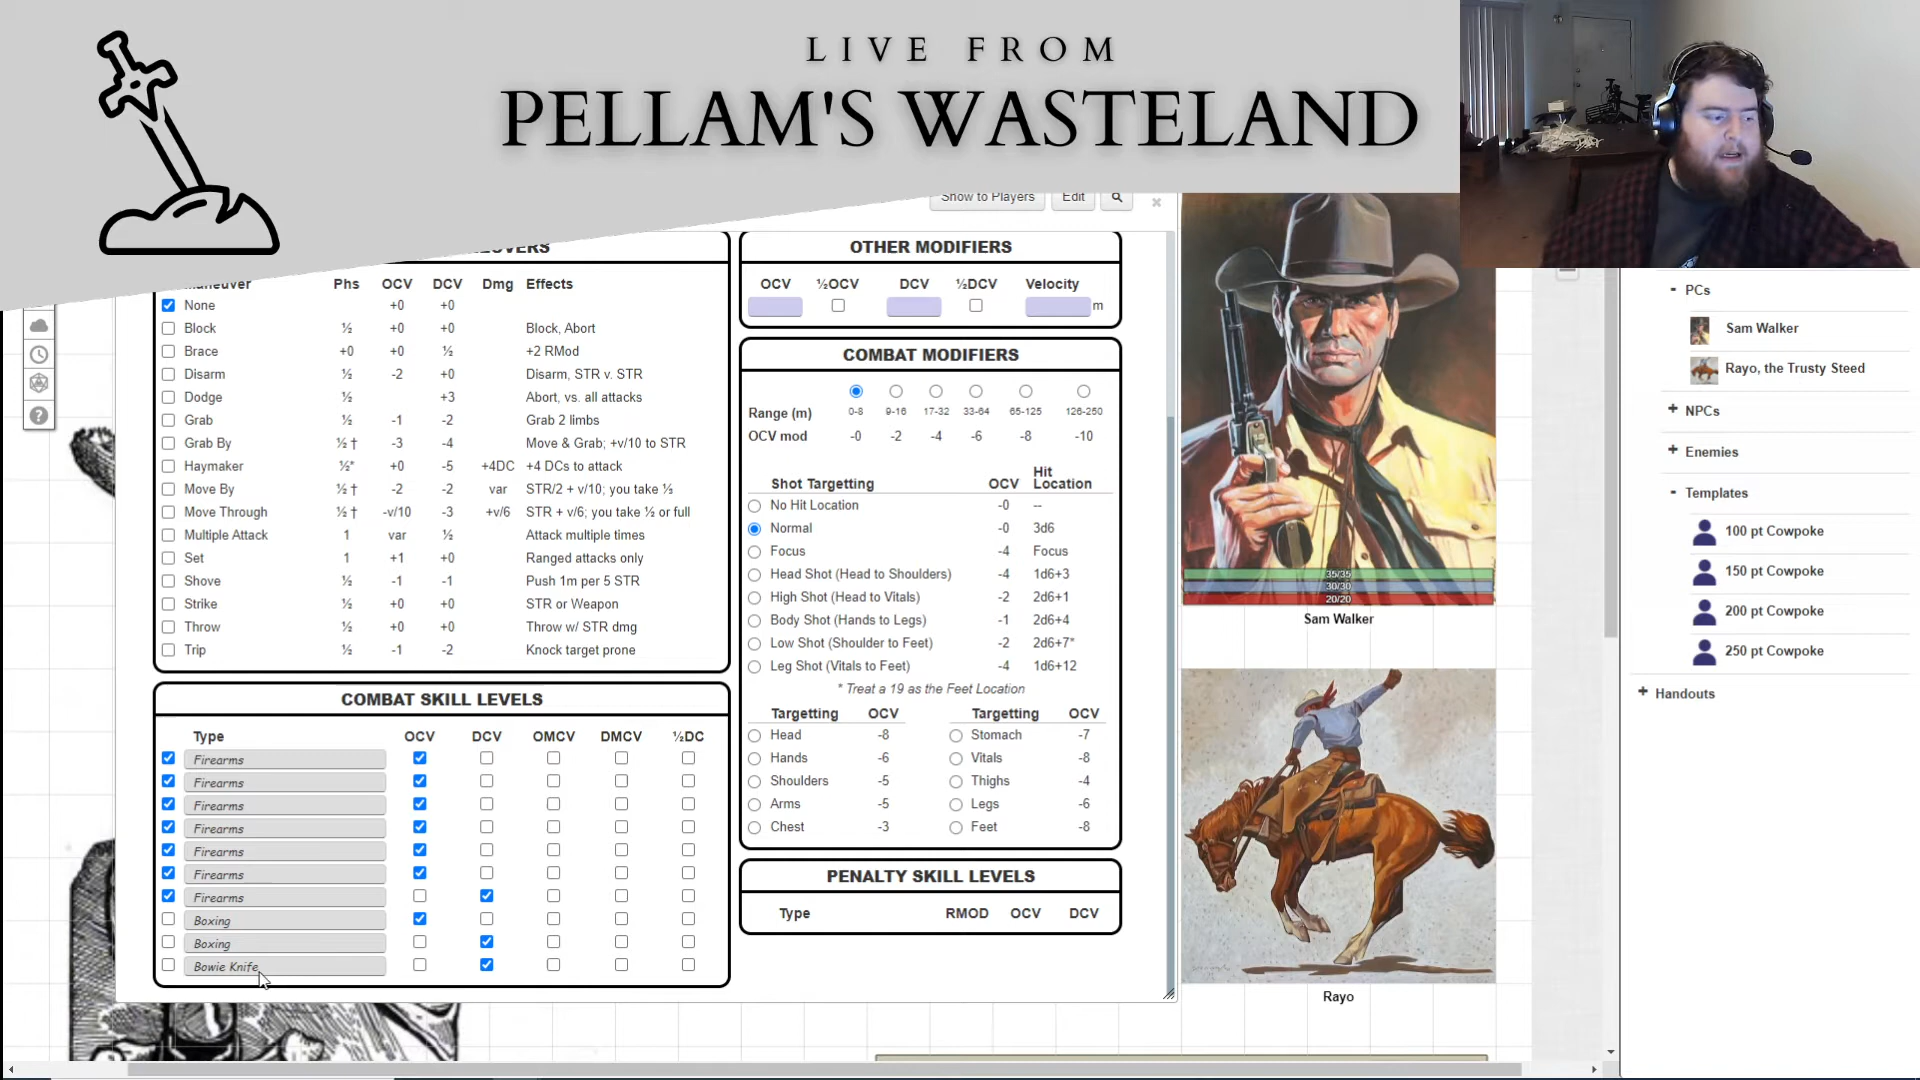 LIVE FROM
PELLAM'S WASTELAND
Show to Players Edit
OTHER MODIFIERS
OCV ½OCV DCV ½DCV Velocity
m
Phs OCV DCV Dmg Effects
None +0 +0
Block ½ +0 +0 Block, Abort
Brace +0 +0 ½ +2 RMod
Disarm ½ -2 +0 Disarm, STR v. STR
Dodge ½ +3 Abort, vs. all attacks
Grab ½ -1 -2 Grab 2 limbs
Grab By ½ † -3 -4 Move & Grab; +v/10 to STR
Haymaker ½* +0 -5 +4DC +4 DCs to attack
Move By ½ † -2 -2 var STR/2 + v/10; you take ⅓
Move Through ½ † -v/10 -3 +v/6 STR + v/6; you take ½ or full
Multiple Attack 1 var ½ Attack multiple times
Set 1 +1 +0 Ranged attacks only
Shove ½ -1 -1 Push 1m per 5 STR
Strike ½ +0 +0 STR or Weapon
Throw ½ +0 +0 Throw w/ STR dmg
Trip ½ -1 -2 Knock target prone
COMBAT SKILL LEVELS
Type OCV DCV OMCV DMCV ½DC
Firearms
Firearms
Firearms
Firearms
Firearms
Firearms
Firearms
Boxing
Boxing
Bowie Knife
COMBAT MODIFIERS
Range (m) 0-8 9-16 17-32 33-64 65-125 126-250
OCV mod -0 -2 -4 -6 -8 -10
Shot Targetting OCV Hit Location
No Hit Location -0 --
Normal -0 3d6
Focus -4 Focus
Head Shot (Head to Shoulders) -4 1d6+3
High Shot (Head to Vitals) -2 2d6+1
Body Shot (Hands to Legs) -1 2d6+4
Low Shot (Shoulder to Feet) -2 2d6+7*
Leg Shot (Vitals to Feet) -4 1d6+12
* Treat a 19 as the Feet Location
Targetting OCV Targetting OCV
Head -8 Stomach -7
Hands -6 Vitals -8
Shoulders -5 Thighs -4
Arms -5 Legs -6
Chest -3 Feet -8
PENALTY SKILL LEVELS
Type RMOD OCV DCV
35/35
30/30
20/20
Sam Walker
Rayo
PCs
Sam Walker
Rayo, the Trusty Steed
NPCs
Enemies
Templates
100 pt Cowpoke
150 pt Cowpoke
200 pt Cowpoke
250 pt Cowpoke
Handouts